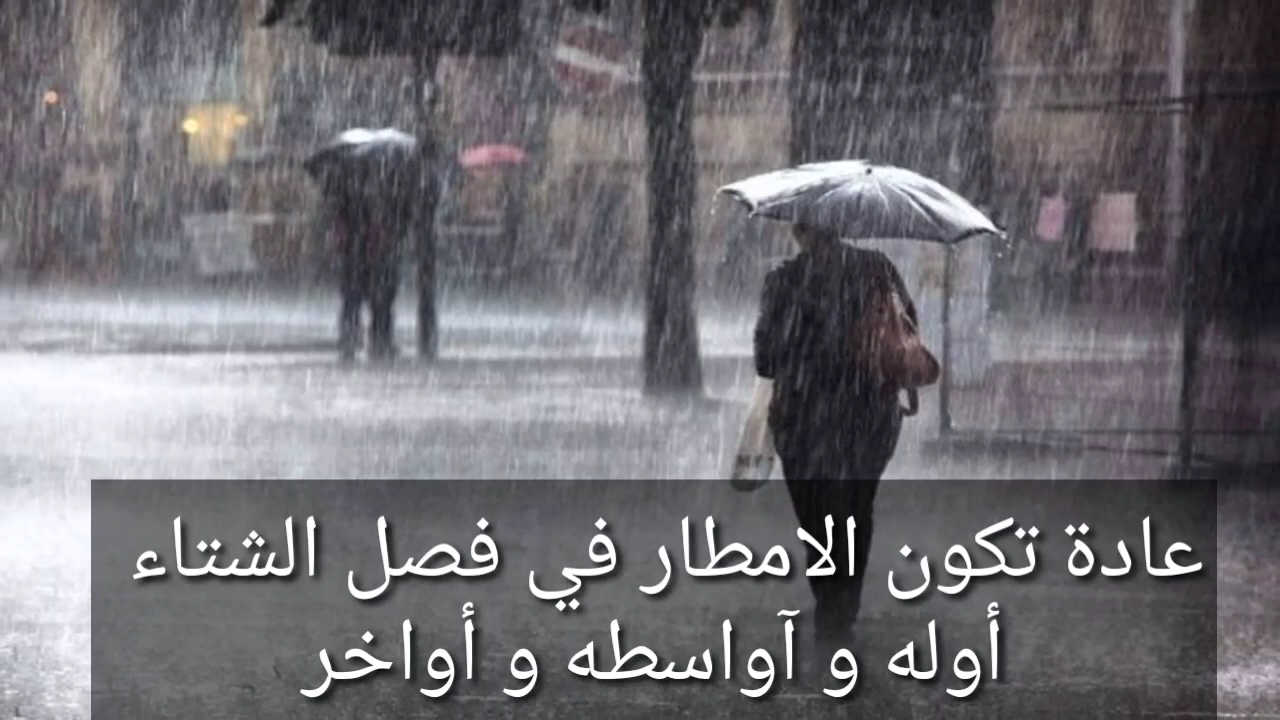 عادة تكون الامطار في فصل الشتاء
أوله و آواسطه و أواخر